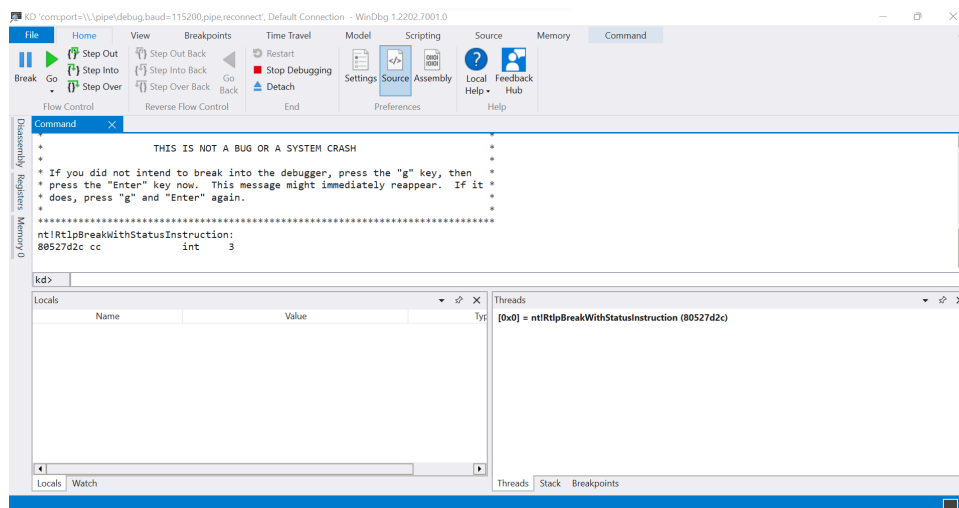 KD 'com:port=\\.\pipe\debug,baud=115200,pipe,reconnect', Default Connection - WinDbg 1.2202.7001.0
File Home View Breakpoints Time Travel Model Scripting Source Memory Command
Break
Go
Step Out
Step Into
Step Over
Flow Control
Step Out Back
Step Into Back
Step Over Back
Go
Back
Reverse Flow Control
Restart
Stop Debugging
Detach
End
Settings Source Assembly
Preferences
Local
Help
Feedback
Hub
Help
Disassembly
Registers
Memory 0
Command
* *
* THIS IS NOT A BUG OR A SYSTEM CRASH *
* *
* If you did not intend to break into the debugger, press the "g" key, then *
* press the "Enter" key now. This message might immediately reappear. If it *
* does, press "g" and "Enter" again. *
* *
*******************************************************************************
nt!RtlpBreakWithStatusInstruction:
80527d2c cc int 3
kd>
Locals
Name Value Typ
Locals Watch
Threads
[0x0] = nt!RtlpBreakWithStatusInstruction (80527d2c)
Threads Stack Breakpoints